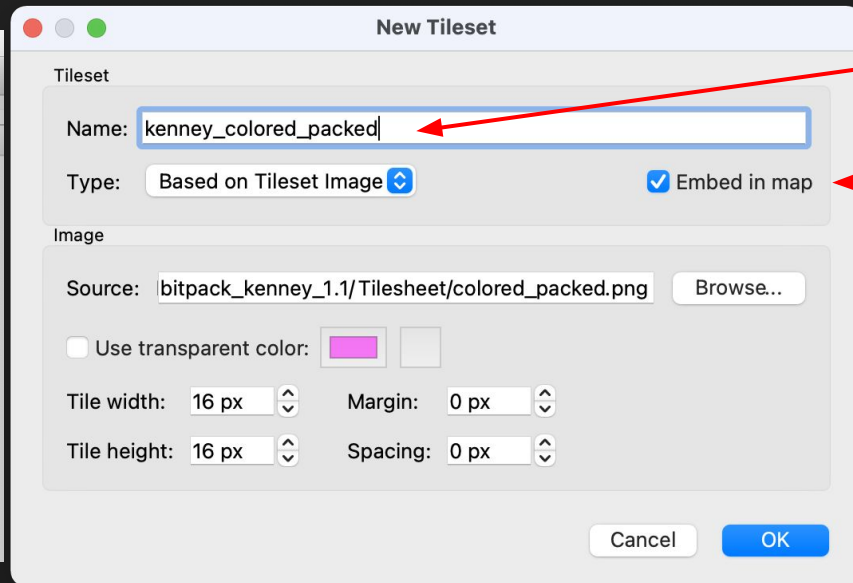 New Tileset
Tileset
Name: kenney_colored_packed
Type: Based on Tileset Image Embed in map
Image
Source: bitpack_kenney_1.1/Tilesheet/colored_packed.png Browse...
Use transparent color:
Tile width: 16 px Margin: 0 px
Tile height: 16 px Spacing: 0 px
Cancel OK